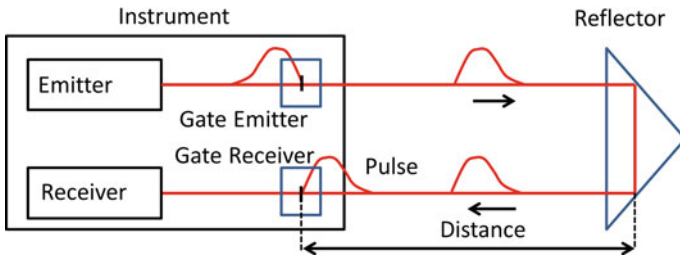 Instrument
Reflector
Emitter
Gate Emitter
Gate Receiver
Pulse
Receiver
Distance